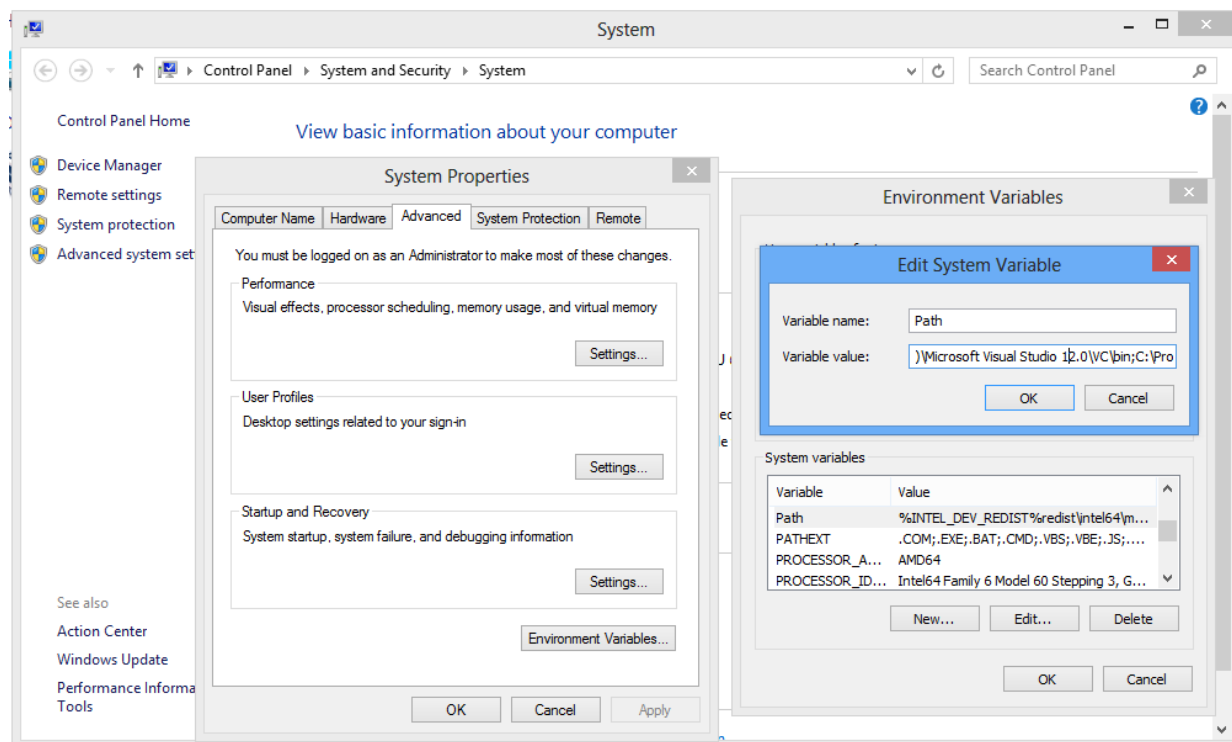 System
Control Panel
System and Security
System
Search Control Panel
Control Panel Home
Device Manager
Remote settings
System protection
Advanced system set
See also
Action Center
Windows Update
Performance Informa
Tools
View basic information about your computer
System Properties
Computer Name
Hardware
Advanced
System Protection
Remote
You must be logged on as an Administrator to make most of these changes.
Performance
Visual effects, processor scheduling, memory usage, and virtual memory
Settings...
User Profiles
Desktop settings related to your sign-in
Settings...
Startup and Recovery
System startup, system failure, and debugging information
Settings...
Environment Variables...
OK
Cancel
Apply
Environment Variables
Edit System Variable
Variable name:
Path
Variable value:
)\Microsoft Visual Studio 12.0\VC\bin;C:\Pro
OK
Cancel
System variables
Variable Value
Path %INTEL_DEV_REDIST%redist\intel64\m...
PATHEXT .COM;.EXE;.BAT;.CMD;.VBS;.VBE;.JS;....
PROCESSOR_A... AMD64
PROCESSOR_ID... Intel64 Family 6 Model 60 Stepping 3, G...
New...
Edit...
Delete
OK
Cancel